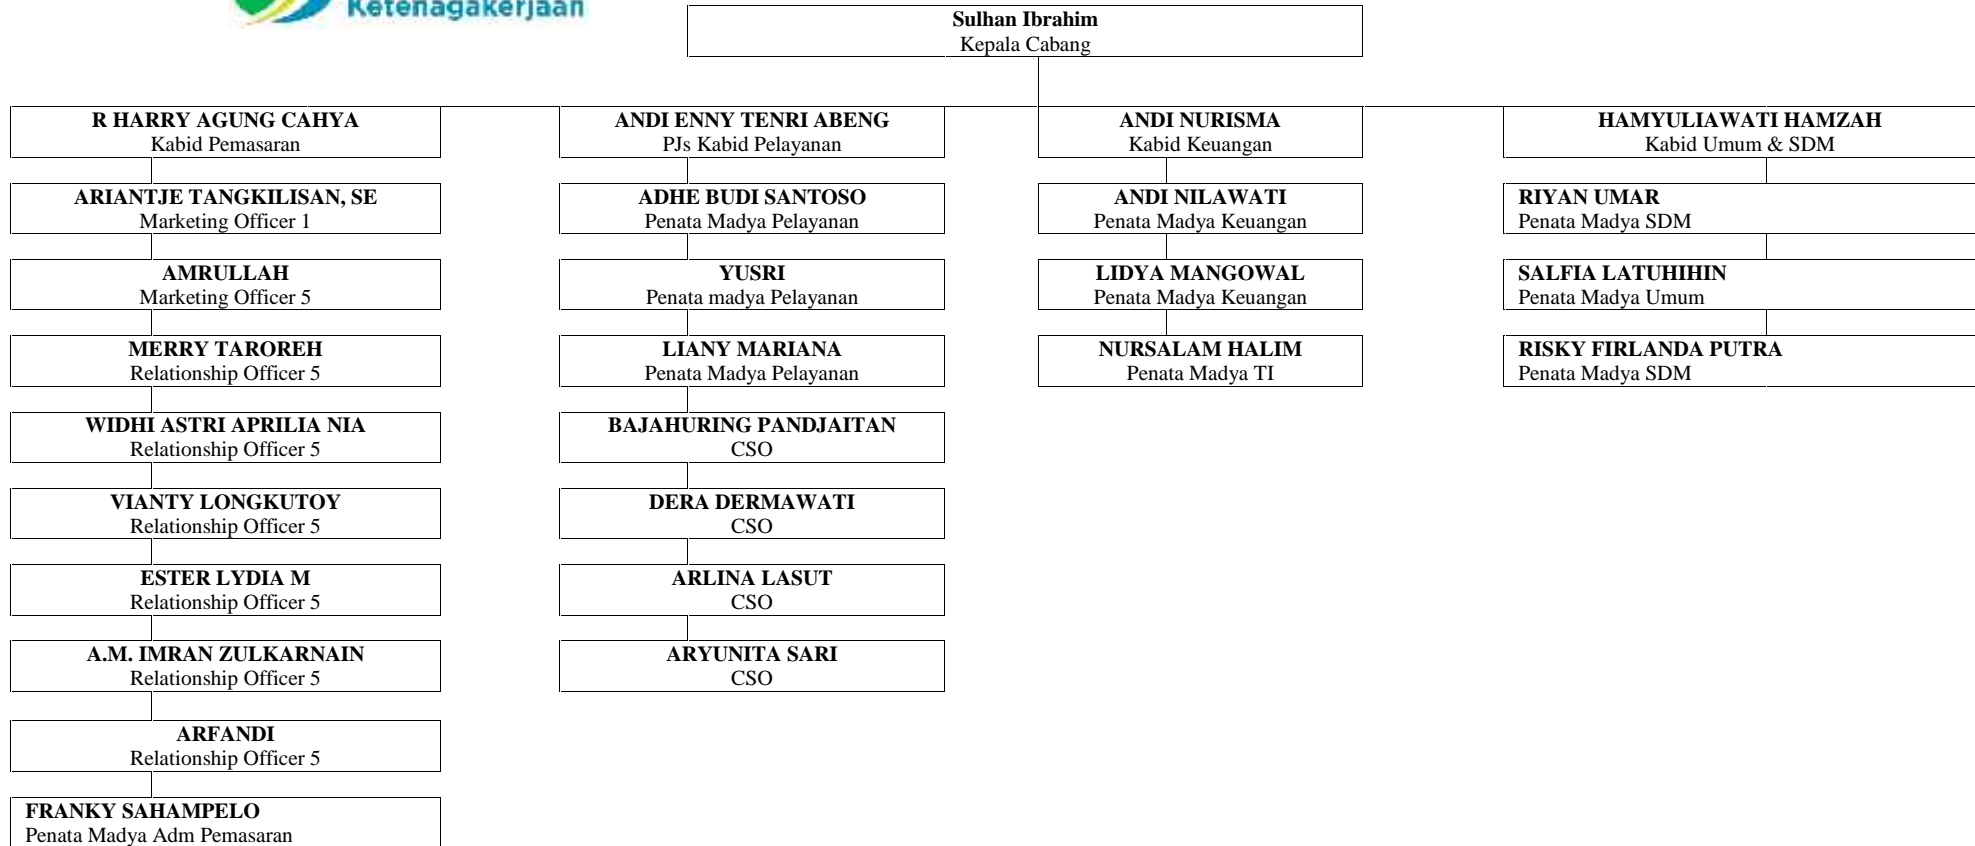 Ketenagakerjaan
Sulhan Ibrahim
Kepala Cabang
R HARRY AGUNG CAHYA
Kabid Pemasaran
ARIANTJE TANGKILISAN, SE
Marketing Officer 1
AMRULLAH
Marketing Officer 5
MERRY TAROREH
Relationship Officer 5
WIDHI ASTRI APRILIA NIA
Relationship Officer 5
VIANTY LONGKUTOY
Relationship Officer 5
ESTER LYDIA M
Relationship Officer 5
A.M. IMRAN ZULKARNAIN
Relationship Officer 5
ARFANDI
Relationship Officer 5
FRANKY SAHAMPELO
Penata Madya Adm Pemasaran
ANDI ENNY TENRI ABENG
PJs Kabid Pelayanan
ADHE BUDI SANTOSO
Penata Madya Pelayanan
YUSRI
Penata madya Pelayanan
LIANY MARIANA
Penata Madya Pelayanan
BAJAHURING PANDJAITAN
CSO
DERA DERMAWATI
CSO
ARLINA LASUT
CSO
ARYUNITA SARI
CSO
ANDI NURISMA
Kabid Keuangan
ANDI NILAWATI
Penata Madya Keuangan
LIDYA MANGOWAL
Penata Madya Keuangan
NURSALAM HALIM
Penata Madya TI
HAMYULIAWATI HAMZAH
Kabid Umum & SDM
RIYAN UMAR
Penata Madya SDM
SALFIA LATUHIHIN
Penata Madya Umum
RISKY FIRLANDA PUTRA
Penata Madya SDM